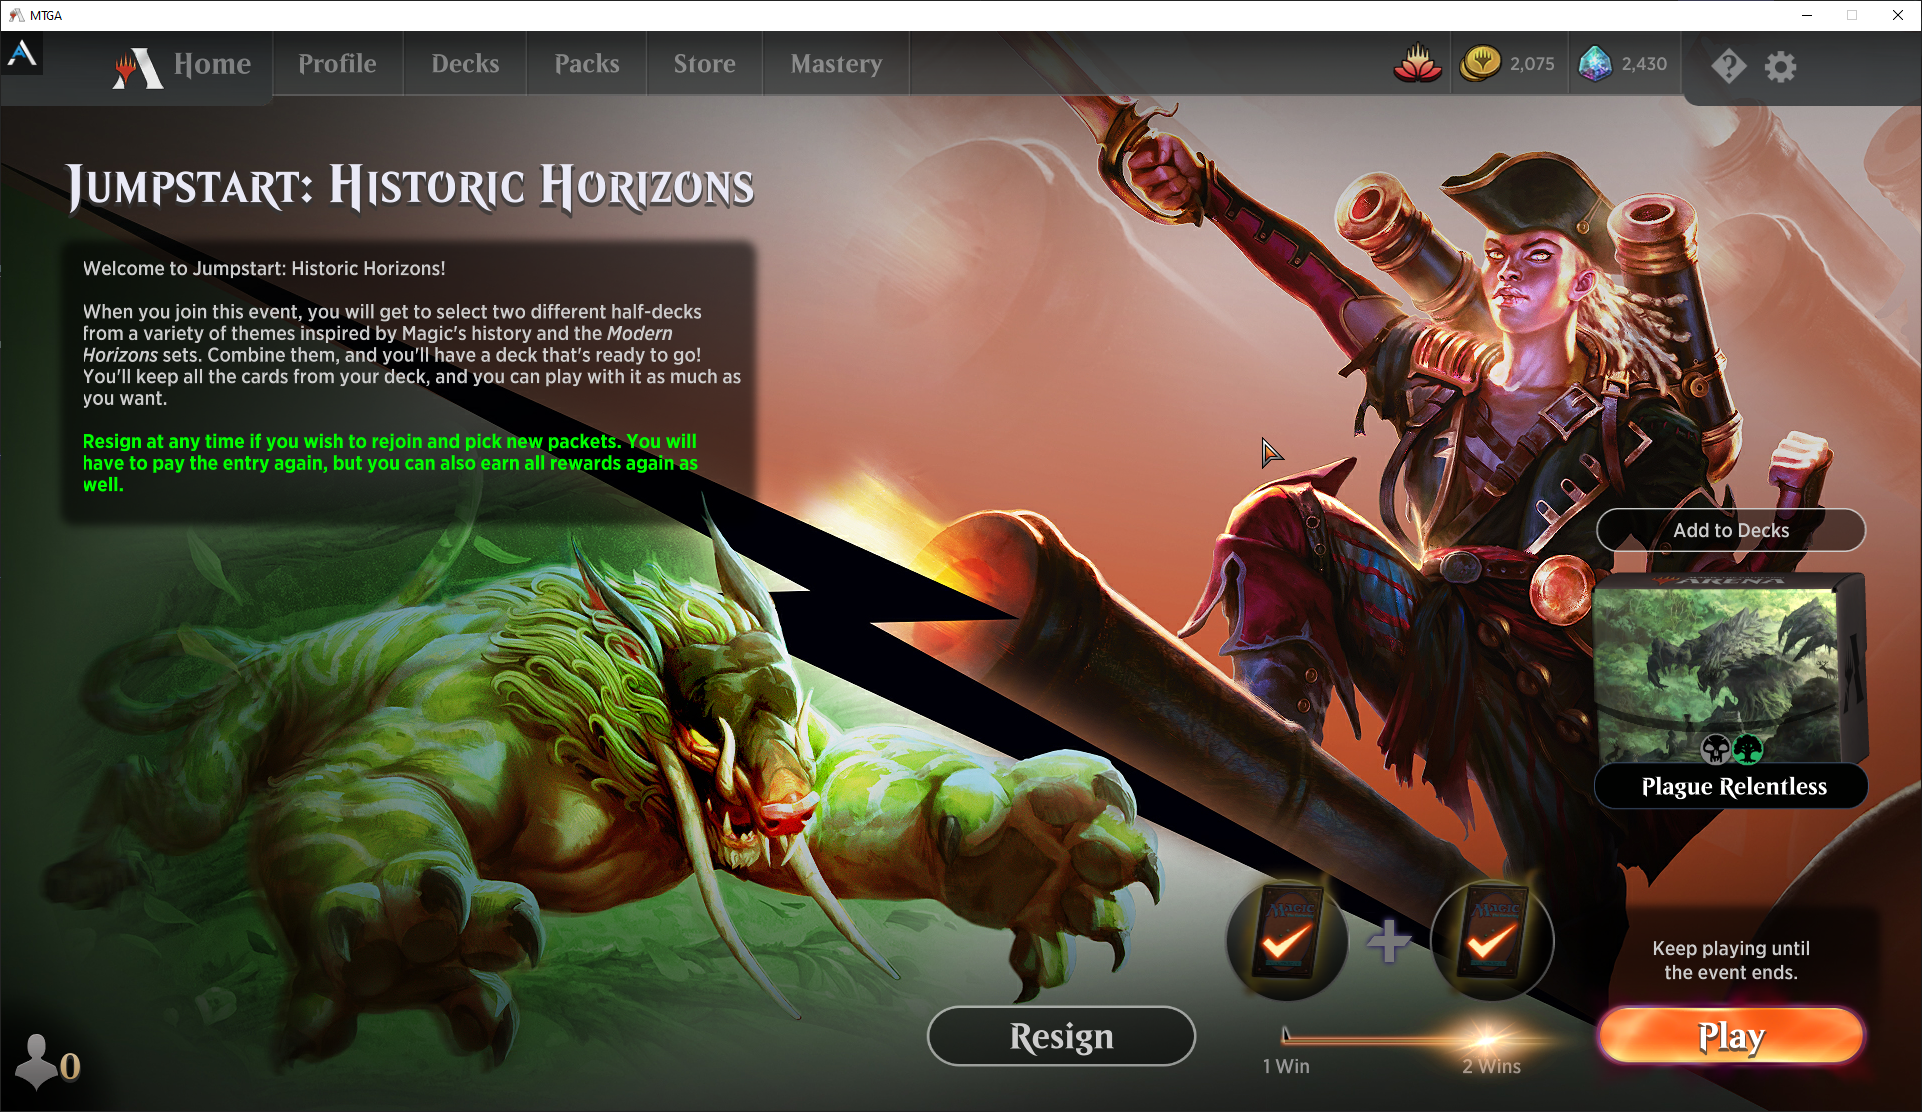 MTGA
Home
Profile
Decks
Packs
Store
Mastery
2,075
2,430
Jumpstart: Historic Horizons
Welcome to Jumpstart: Historic Horizons!
When you join this event, you will get to select two different half-decks
from a variety of themes inspired by Magic's history and the Modern
Horizons sets. Combine them, and you'll have a deck that's ready to go!
You'll keep all the cards from your deck, and you can play with it as much as
you want.
Resign at any time if you wish to rejoin and pick new packets. You will
have to pay the entry again, but you can also earn all rewards again as
well.
Add to Decks
ARENA
Plague Relentless
MAGIC
MAGIC
Keep playing until
the event ends.
Resign
1 Win
2 Wins
Play
0